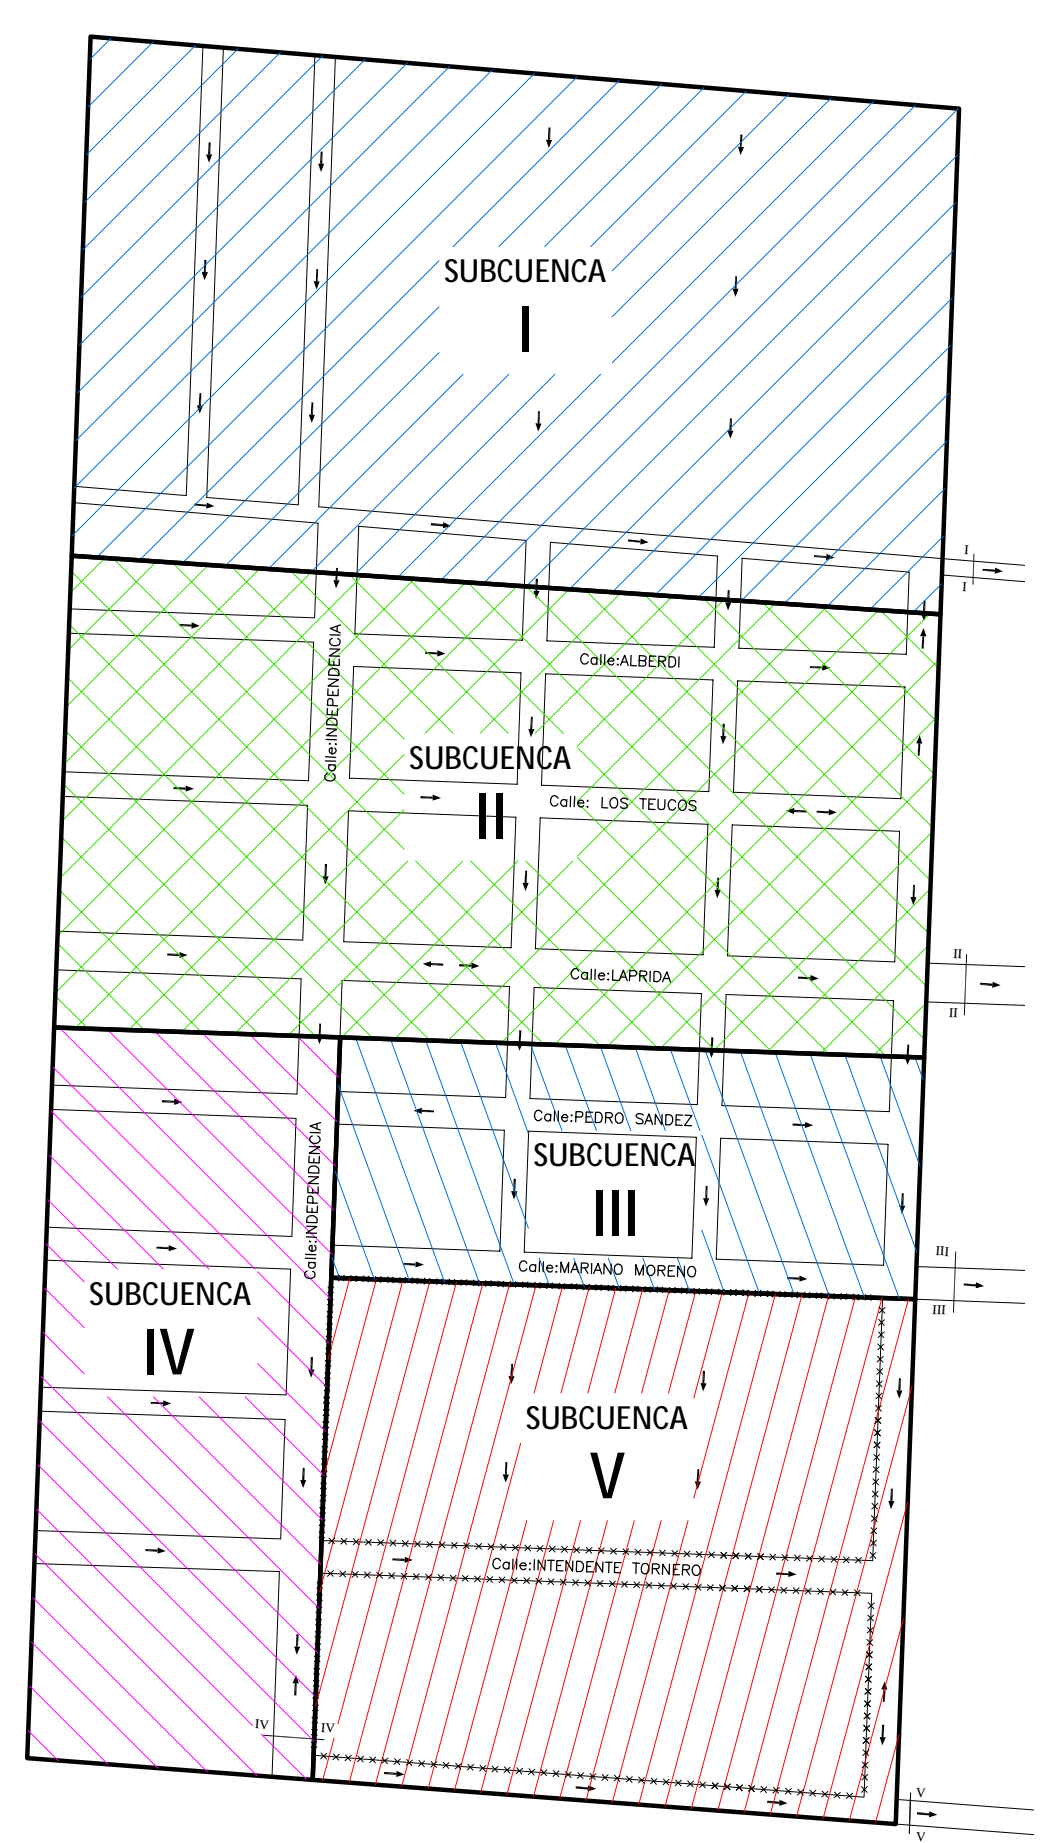 SUBCUENCA
I
I
I
Calle:INDEPENDENCIA
Calle:ALBERDI
SUBCUENCA
II
Calle: LOS TEUCOS
II
Calle:LAPRIDA
II
Calle:PEDRO SANDEZ
Calle:INDEPENDENCIA
SUBCUENCA
III
III
Calle:MARIANO MORENO
III
SUBCUENCA
IV
SUBCUENCA
V
Calle:INTENDENTE TORNERO
IV
IV
V
V